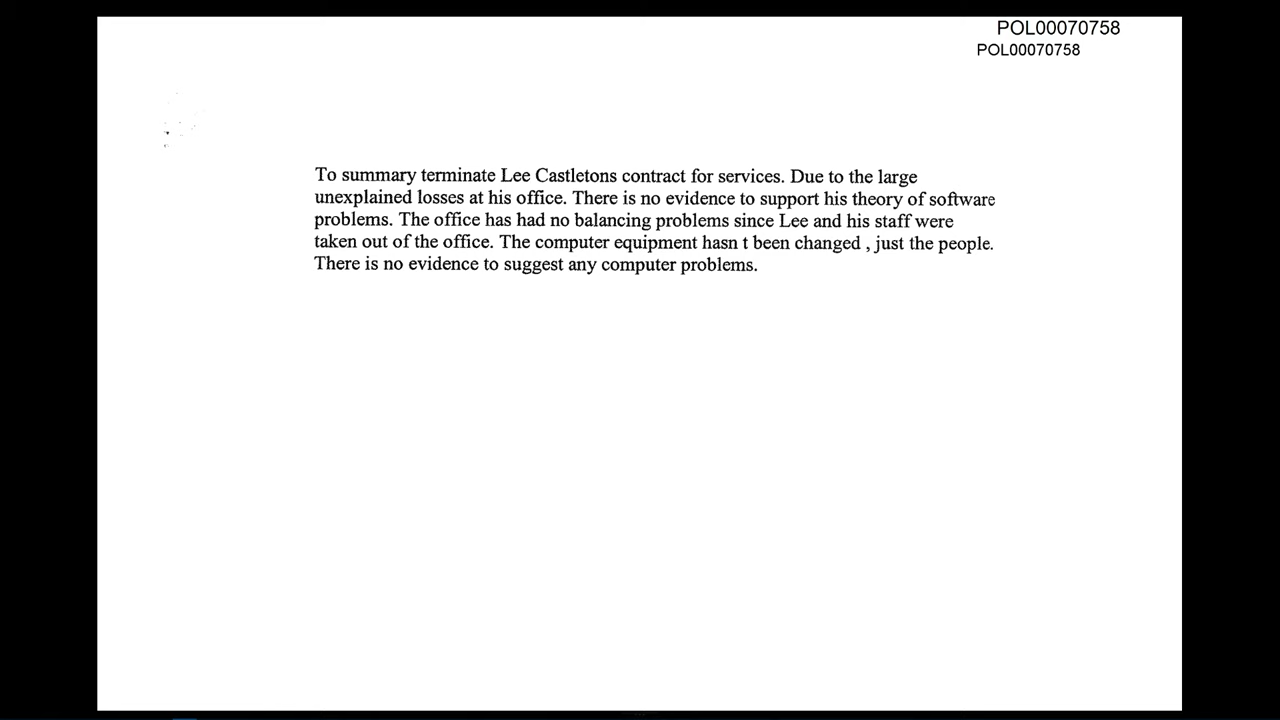 POL00070758
POL00070758
To summary terminate Lee Castletons contract for services. Due to the large
unexplained losses at his office. There is no evidence to support his theory of software
problems. The office has had no balancing problems since Lee and his staff were
taken out of the office. The computer equipment hasn t been changed , just the people.
There is no evidence to suggest any computer problems.